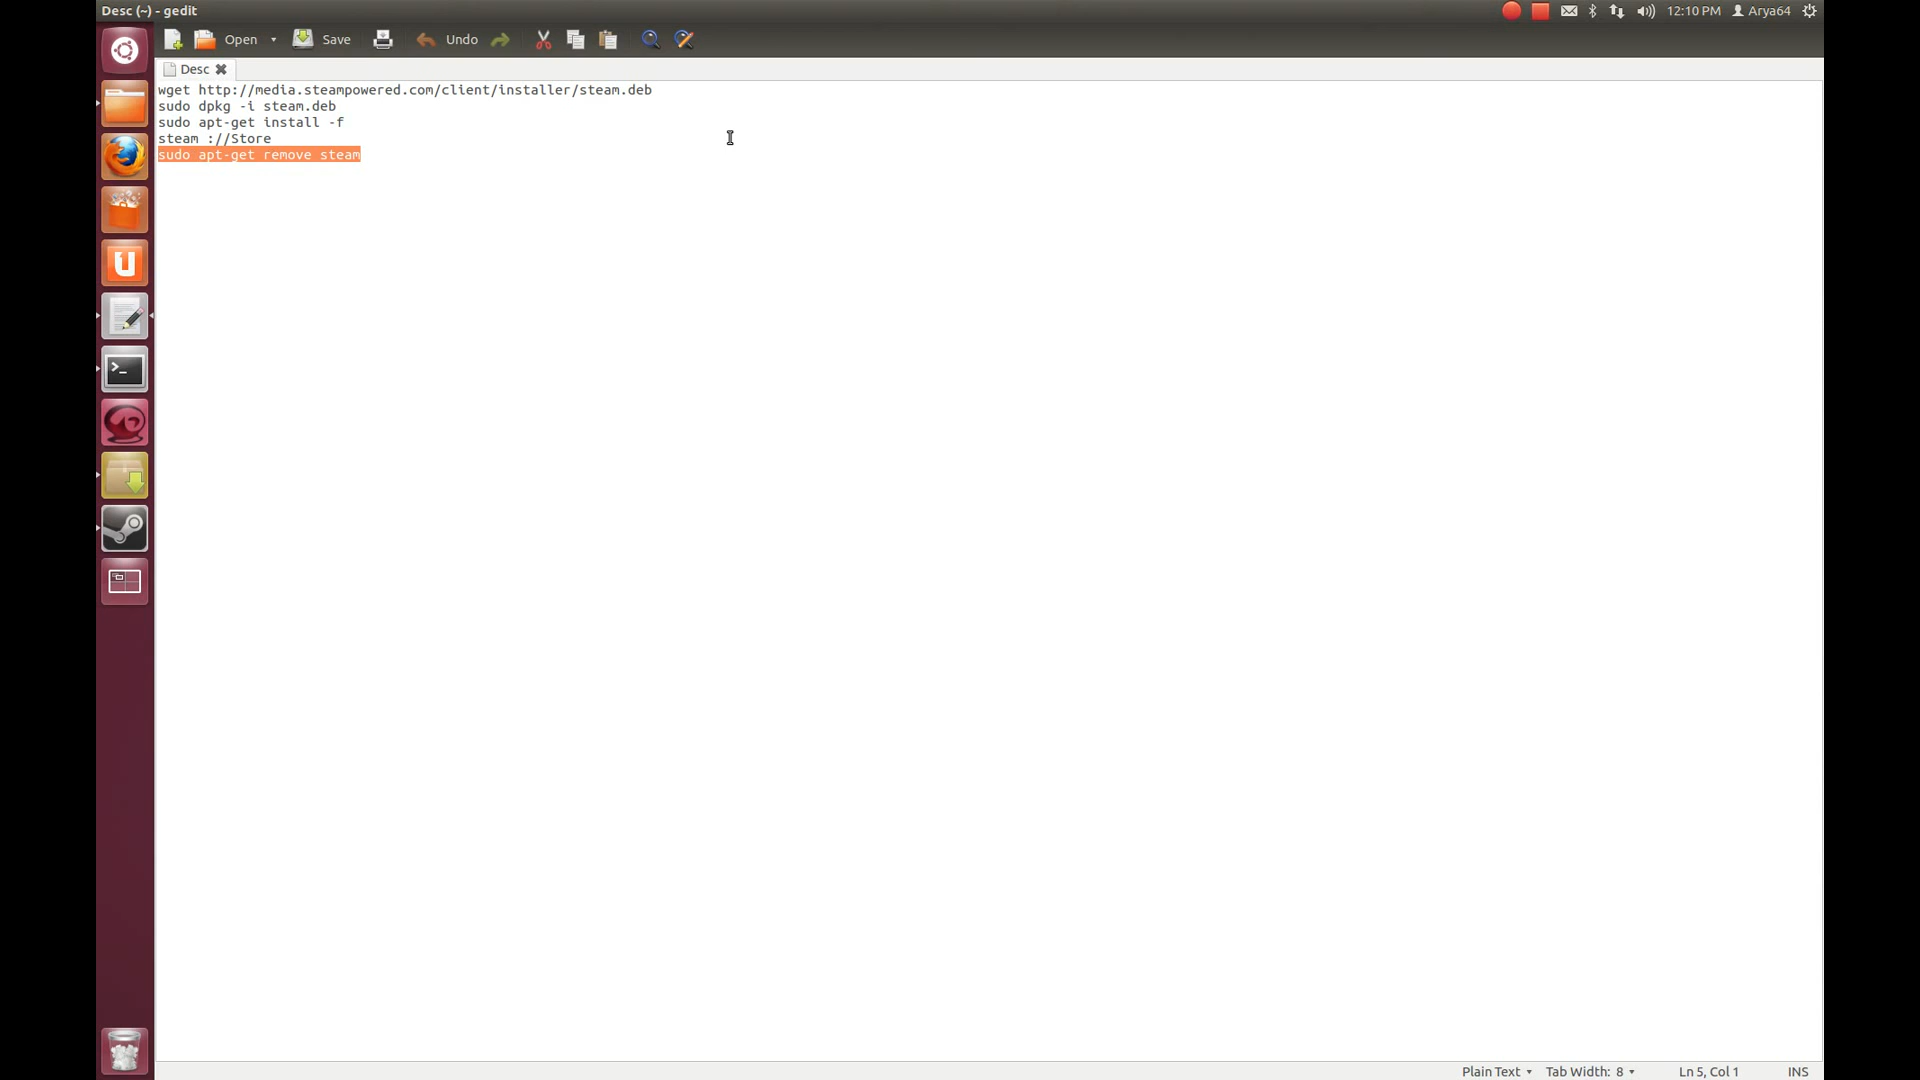 Desc (~) - gedit
12:10 PM Arya64
Open Save Undo
Desc
wget http://media.steampowered.com/client/installer/steam.deb
sudo dpkg -i steam.deb
sudo apt-get install -f
steam ://Store
sudo apt-get remove steam
Plain Text Tab Width: 8 Ln 5, Col 1 INS